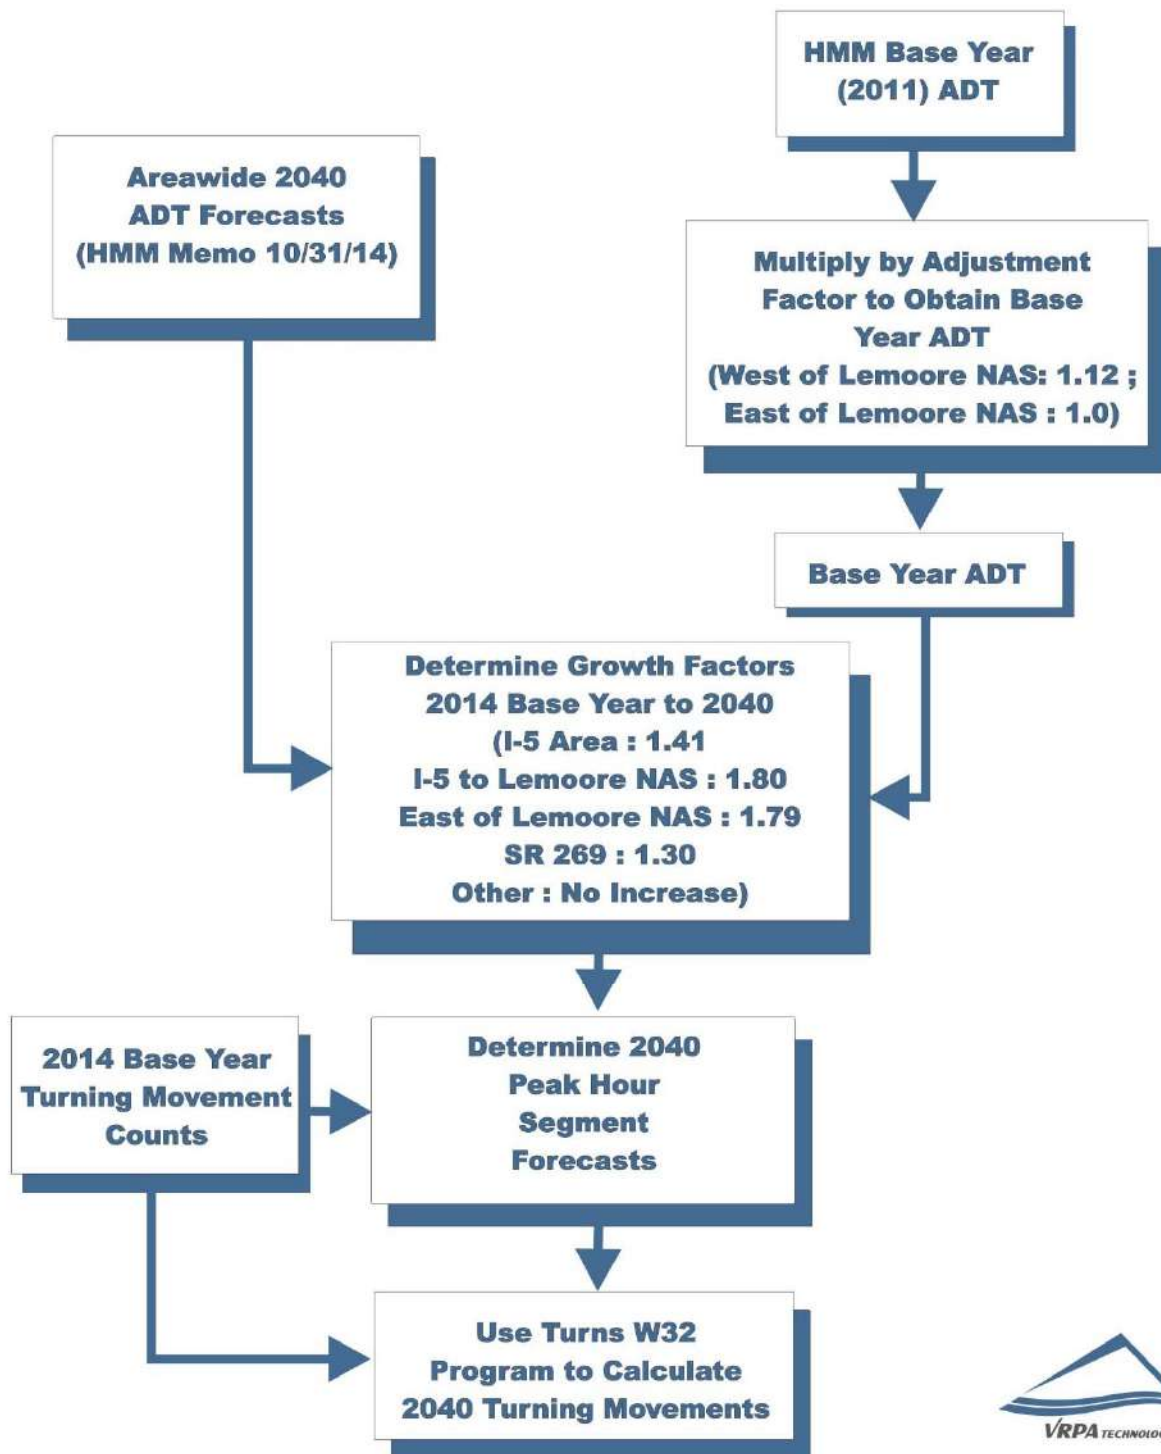 HMM Base Year
(2011) ADT
Areawide 2040
ADT Forecasts
(HMM Memo 10/31/14)
Multiply by Adjustment
Factor to Obtain Base
Year ADT
(West of Lemoore NAS: 1.12 ;
East of Lemoore NAS : 1.0)
Base Year ADT
Determine Growth Factors
2014 Base Year to 2040
(I-5 Area : 1.41
I-5 to Lemoore NAS : 1.80
East of Lemoore NAS : 1.79
SR 269 : 1.30
Other : No Increase)
2014 Base Year
Turning Movement
Counts
Determine 2040
Peak Hour
Segment
Forecasts
Use Turns W32
Program to Calculate
2040 Turning Movements
VRPA